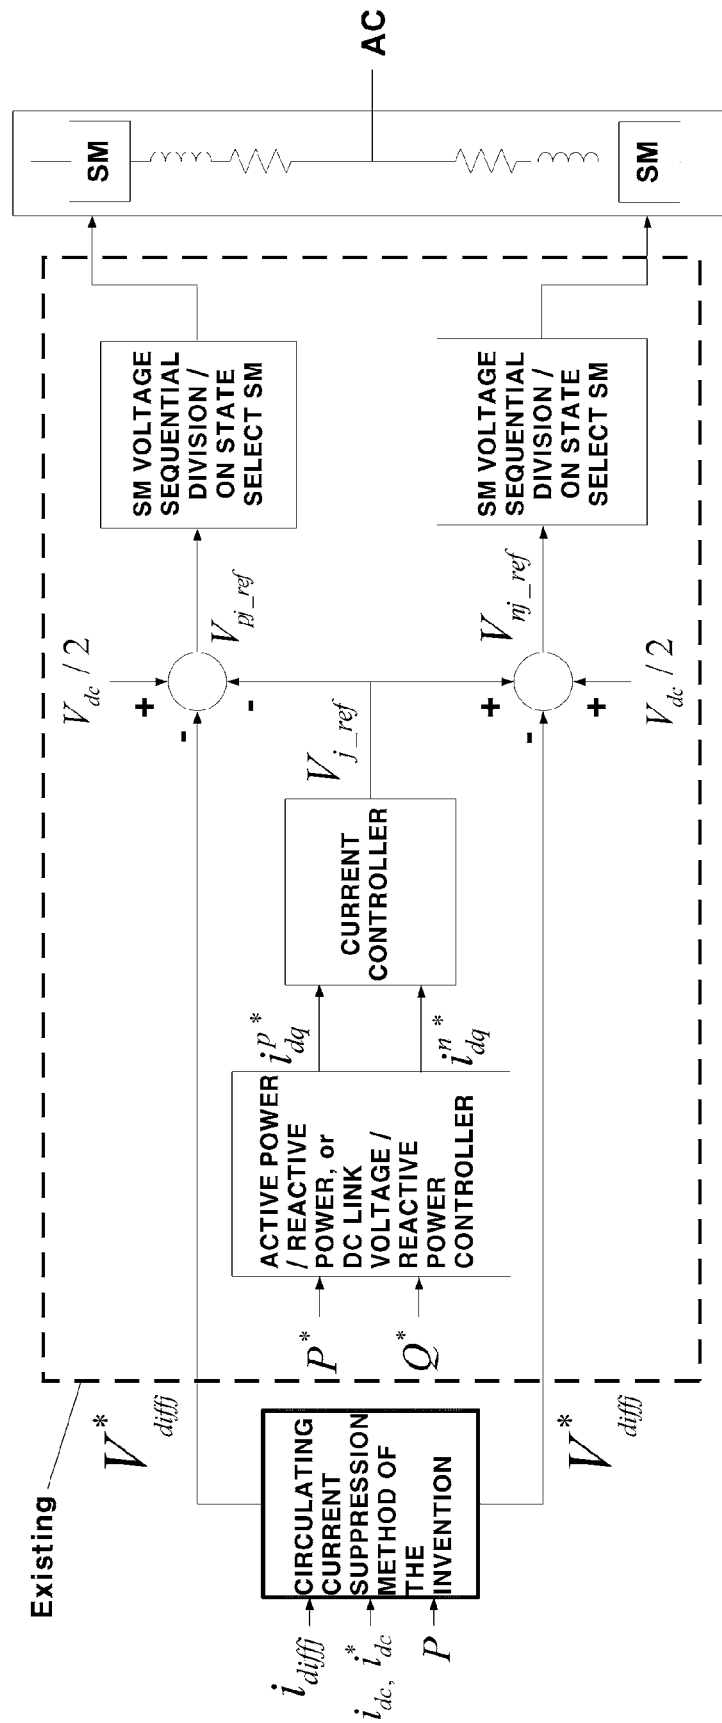 Existing
i_diffj
i_dc, i*_dc
P
CIRCULATING
CURRENT
SUPPRESSION
METHOD OF
THE
INVENTION
V*_diffj
V*_diffj
P*
Q*
ACTIVE POWER
/ REACTIVE
POWER, or
DC LINK
VOLTAGE /
REACTIVE
POWER
CONTROLLER
i^p*_dq
i^n*_dq
CURRENT
CONTROLLER
V_j_ref
V_dc / 2
+
-
-
V_pj_ref
+
-
+
V_dc / 2
V_nj_ref
SM VOLTAGE
SEQUENTIAL
DIVISION /
ON STATE
SELECT SM
SM VOLTAGE
SEQUENTIAL
DIVISION /
ON STATE
SELECT SM
SM
SM
AC